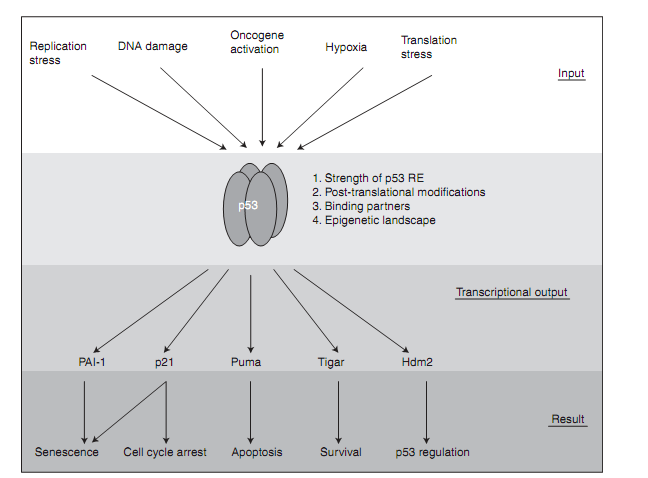 Replication
stress
DNA damage
Oncogene
activation
Hypoxia
Translation
stress
Input
p53
1. Strength of p53 RE
2. Post-translational modifications
3. Binding partners
4. Epigenetic landscape
Transcriptional output
PAI-1
p21
Puma
Tigar
Hdm2
Result
Senescence
Cell cycle arrest
Apoptosis
Survival
p53 regulation